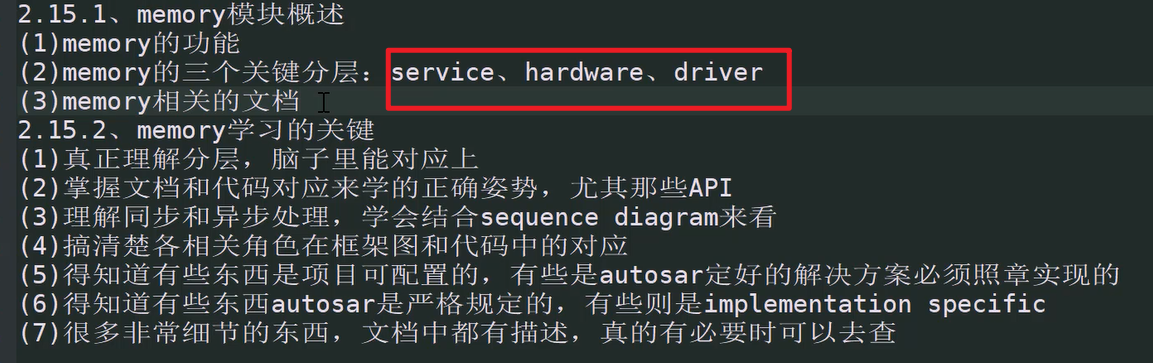 2.15.1、memory模块概述
(1)memory的功能
(2)memory的三个关键分层：service、hardware、driver
(3)memory相关的文档
2.15.2、memory学习的关键
(1)真正理解分层，脑子里能对应上
(2)掌握文档和代码对应来学的正确姿势，尤其那些API
(3)理解同步和异步处理，学会结合sequence diagram来看
(4)搞清楚各相关角色在框架图和代码中的对应
(5)得知道有些东西是项目可配置的，有些是autosar定好的解决方案必须照章实现的
(6)得知道有些东西autosar是严格规定的，有些则是implementation specific
(7)很多非常细节的东西，文档中都有描述，真的有必要时可以去查